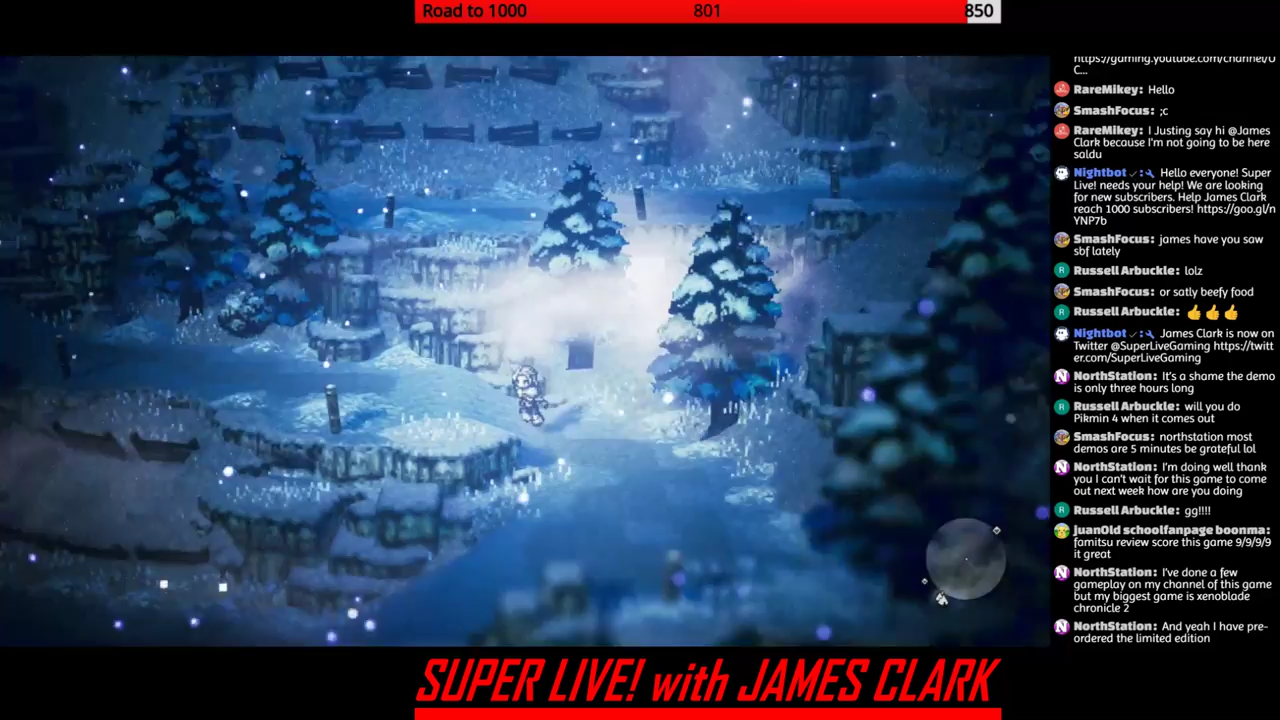 Road to 1000 801 850
https://gaming.youtube.com/channel/U
C...
RareMikey: Hello
SmashFocus: ;c
RareMikey: I Justing say hi @James
Clark because I'm not going to be here
saldu
Nightbot: Hello everyone! Super
Live! needs your help! We are looking
for new subscribers. Help James Clark
reach 1000 subscribers! https://goo.gl/n
YNP7b
SmashFocus: james have you saw
sbf lately
Russell Arbuckle: lolz
SmashFocus: or satly beefy food
Russell Arbuckle: 👍👍👍
Nightbot: James Clark is now on
Twitter @SuperLiveGaming https://twitt
er.com/SuperLiveGaming
NorthStation: It's a shame the demo
is only three hours long
Russell Arbuckle: will you do
Pikmin 4 when it comes out
SmashFocus: northstation most
demos are 5 minutes be grateful lol
NorthStation: I'm doing well thank
you I can't wait for this game to come
out next week how are you doing
Russell Arbuckle: gg!!!!
juanOld schoolfanpage boonma:
famitsu review score this game 9/9/9/9
it great
NorthStation: I've done a few
gameplay on my channel of this game
but my biggest game is xenoblade
chronicle 2
NorthStation: And yeah I have pre-
ordered the limited edition
SUPER LIVE! with JAMES CLARK